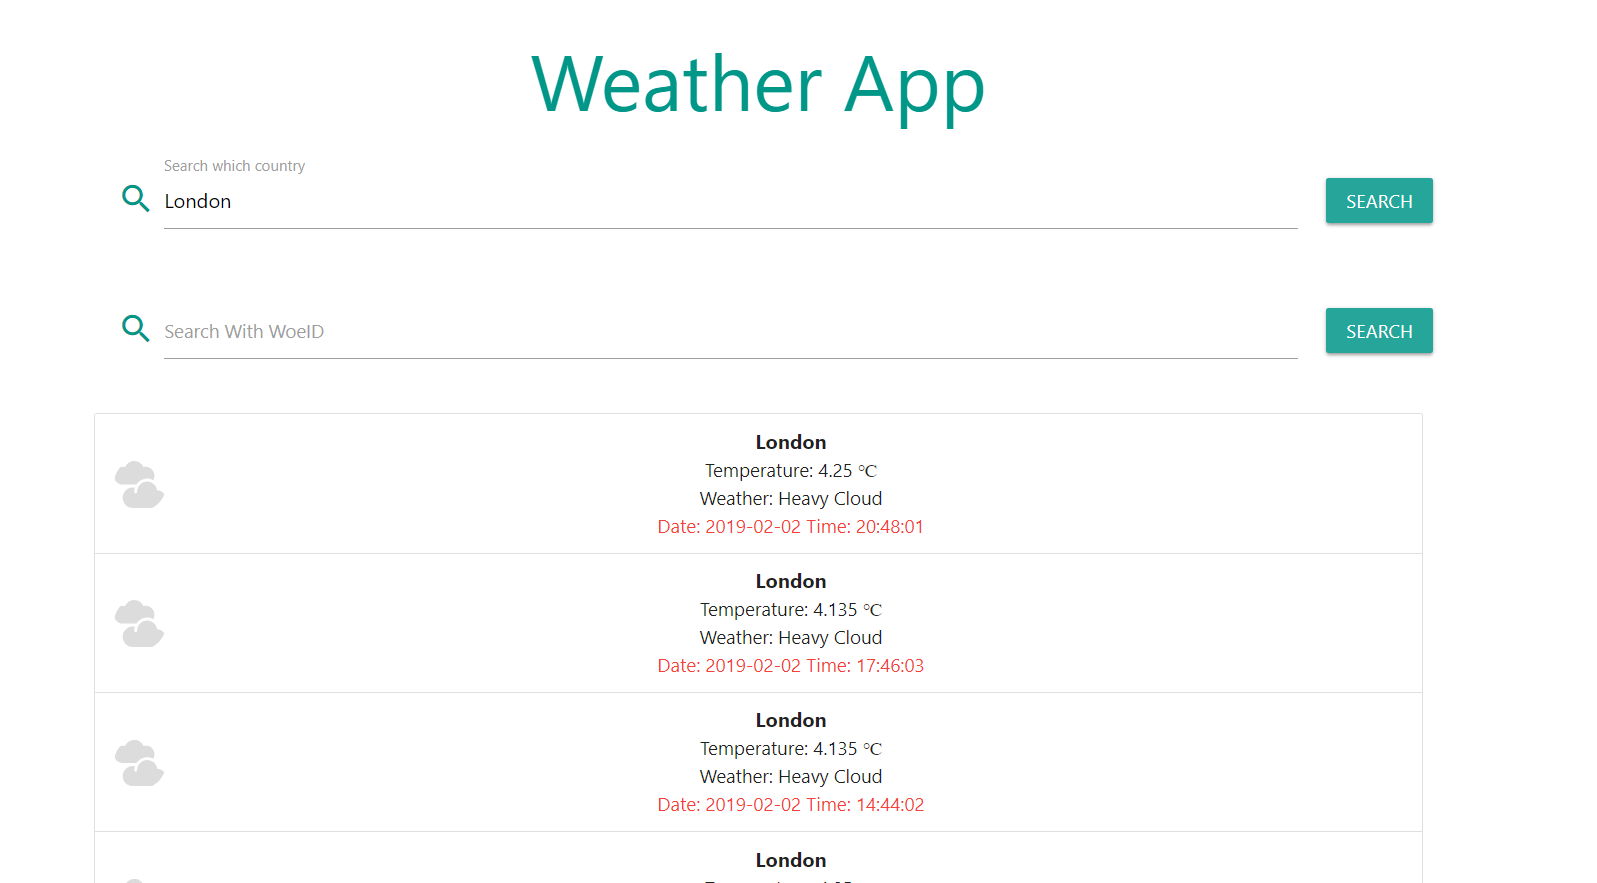 Weather App
Search which country
London
SEARCH
Search With WoeID
SEARCH
London
Temperature: 4.25 °C
Weather: Heavy Cloud
Date: 2019-02-02 Time: 20:48:01
London
Temperature: 4.135 °C
Weather: Heavy Cloud
Date: 2019-02-02 Time: 17:46:03
London
Temperature: 4.135 °C
Weather: Heavy Cloud
Date: 2019-02-02 Time: 14:44:02
London